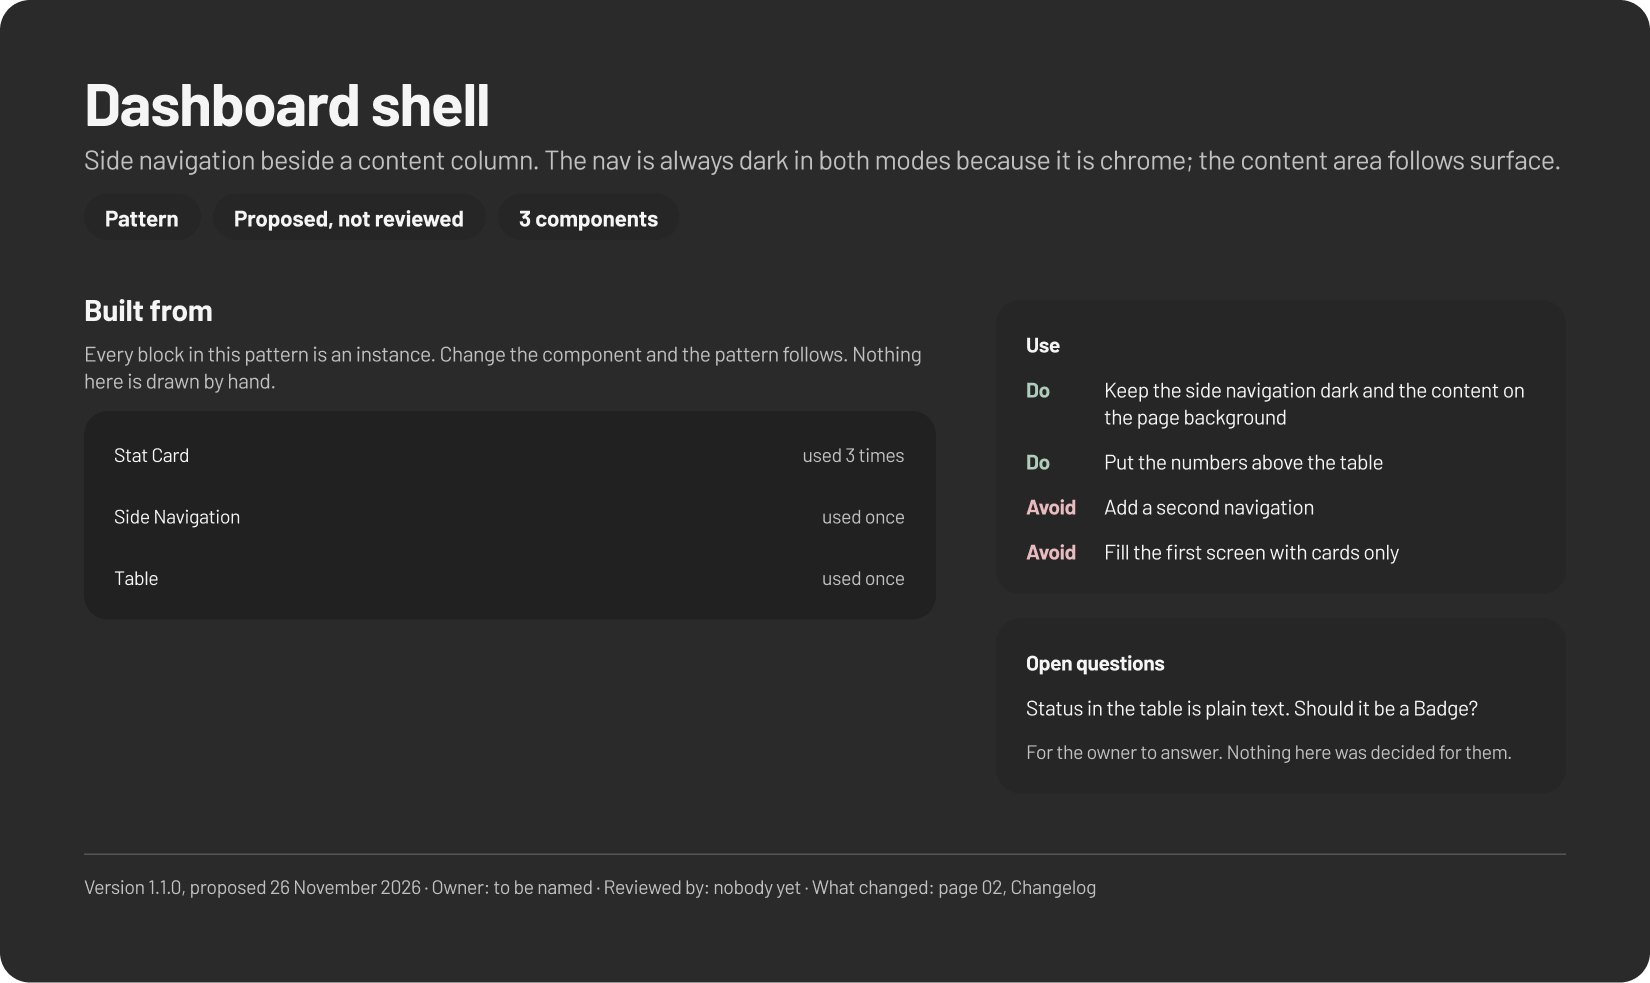 Dashboard shell
Side navigation beside a content column. The nav is always dark in both modes because it is chrome; the content area follows surface.
Pattern
Proposed, not reviewed
3 components
Built from
Every block in this pattern is an instance. Change the component and the pattern follows. Nothing
here is drawn by hand.
Stat Card
used 3 times
Side Navigation
used once
Table
used once
Use
Do
Keep the side navigation dark and the content on
the page background
Do
Put the numbers above the table
Avoid
Add a second navigation
Avoid
Fill the first screen with cards only
Open questions
Status in the table is plain text. Should it be a Badge?
For the owner to answer. Nothing here was decided for them.
Version 1.1.0, proposed 26 November 2026 · Owner: to be named · Reviewed by: nobody yet · What changed: page 02, Changelog